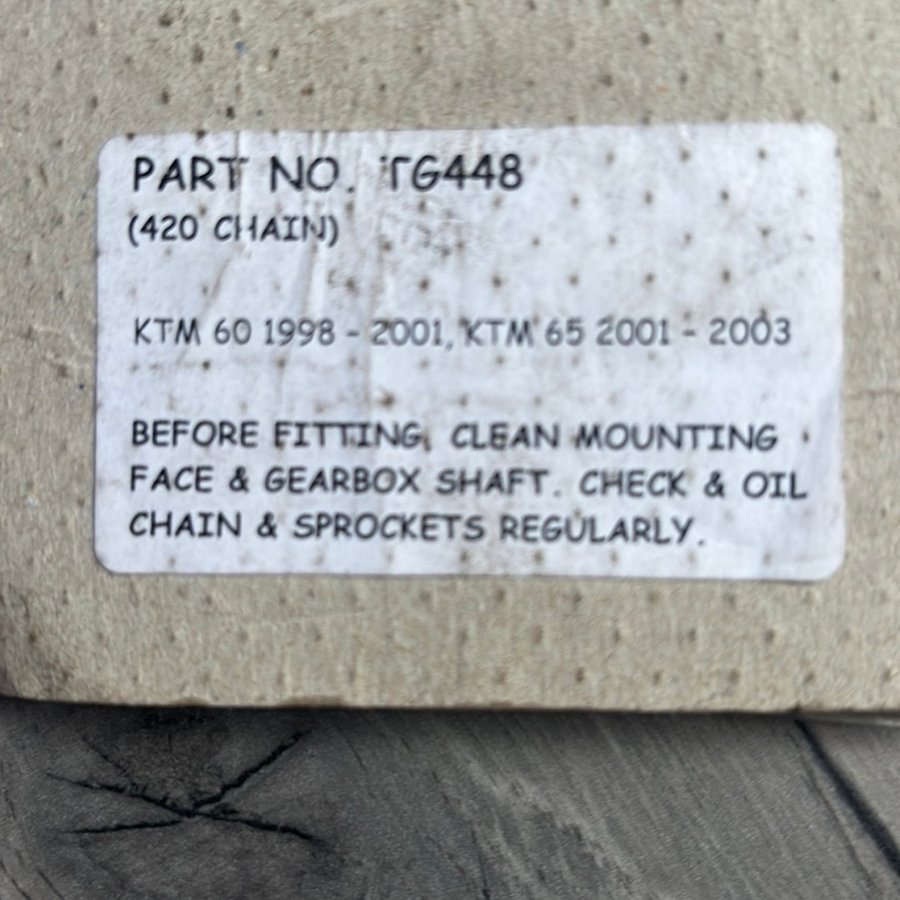 PART NO. TG448
(420 CHAIN)
KTM 60 1998 - 2001, KTM 65 2001 - 2003
BEFORE FITTING, CLEAN MOUNTING
FACE & GEARBOX SHAFT. CHECK & OIL
CHAIN & SPROCKETS REGULARLY.